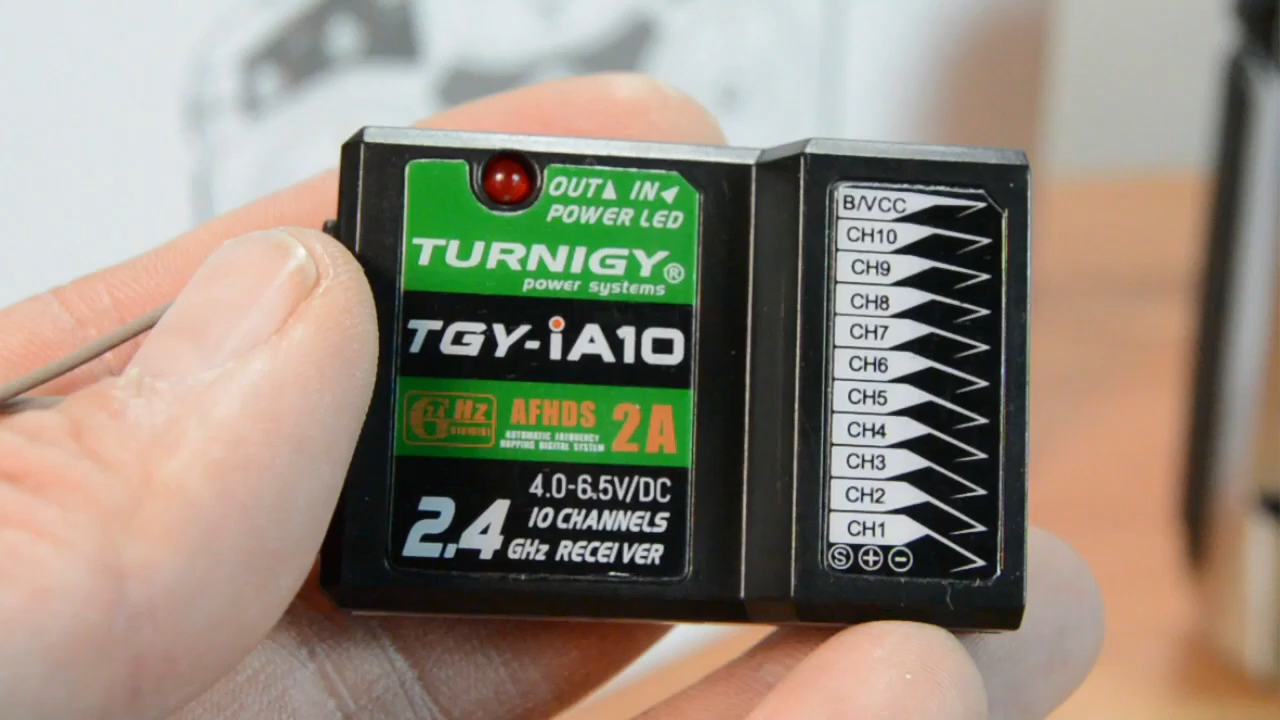 OUT▲ IN◀
POWER LED
TURNIGY®
power systems
TGY-iA10
AFHDS 2A
AUTOMATIC FREQUENCY
HOPPING DIGITAL SYSTEM
4.0-6.5V/DC
2.4
10 CHANNELS
GHz RECEIVER
B/VCC
CH10
CH9
CH8
CH7
CH6
CH5
CH4
CH3
CH2
CH1
S + -